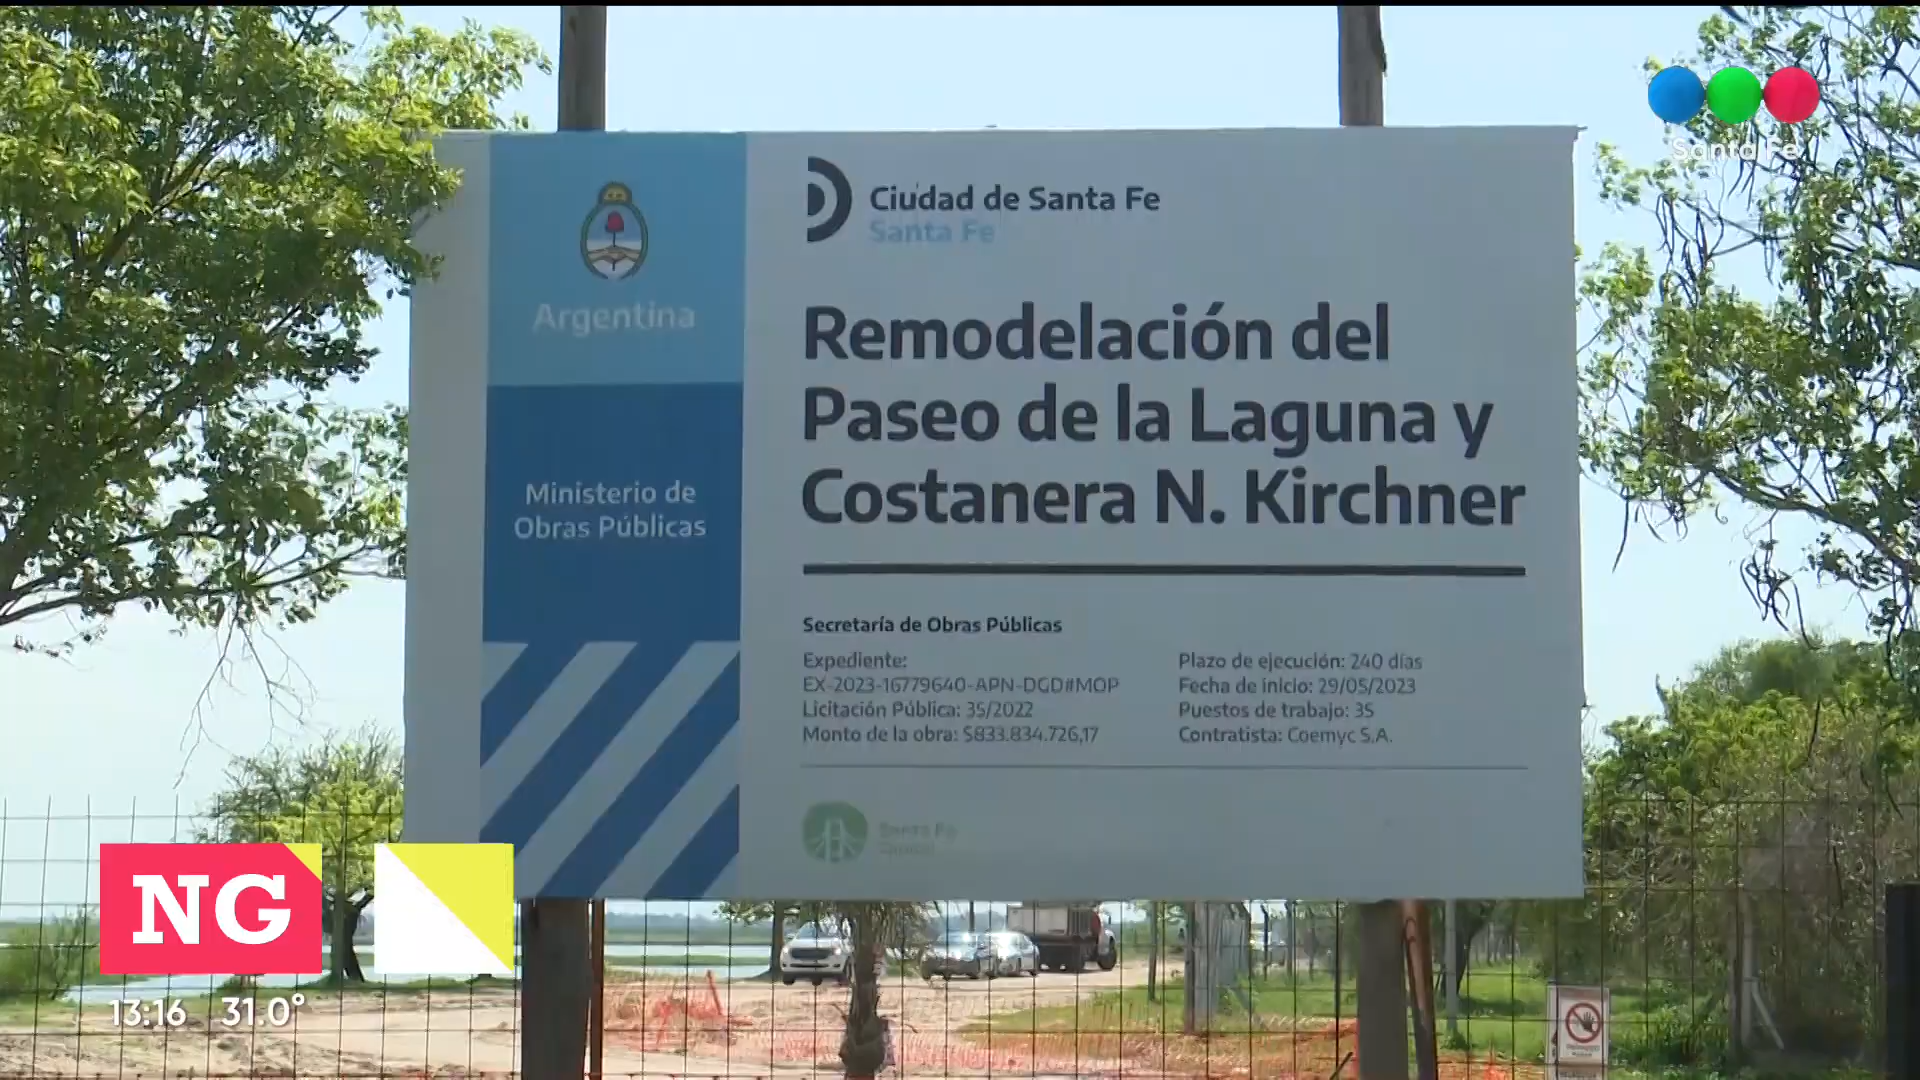 Santa Fe
Ciudad de Santa Fe
Santa Fe
Argentina
Remodelación del
Paseo de la Laguna y
Costanera N. Kirchner
Ministerio de
Obras Públicas
Secretaría de Obras Públicas
Expediente:
EX-2023-16779640-APN-DGD#MOP
Licitación Pública: 35/2022
Monto de la obra: $833.834.726,17
Plazo de ejecución: 240 días
Fecha de inicio: 29/05/2023
Puestos de trabajo: 35
Contratista: Coemyc S.A.
Santa Fe
NG
13:16 31.0°